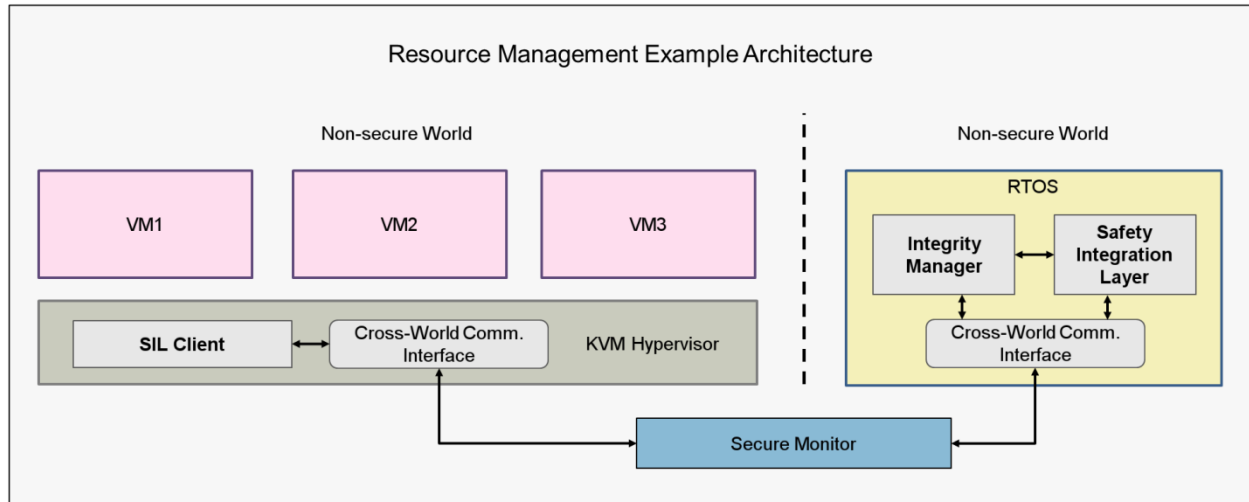 Resource Management Example Architecture
Non-secure World
Non-secure World
VM1
VM2
VM3
RTOS
Integrity
Manager
Safety
Integration
Layer
SIL Client
Cross-World Comm.
Interface
KVM Hypervisor
Cross-World Comm.
Interface
Secure Monitor